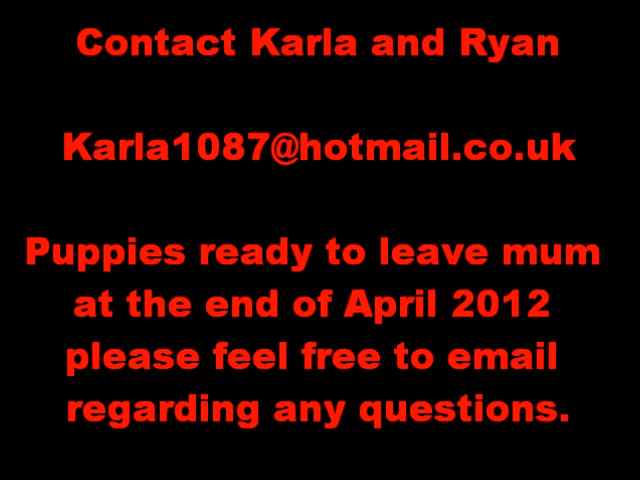 Contact Karla and Ryan
Karla1087@hotmail.co.uk
Puppies ready to leave mum
at the end of April 2012
please feel free to email
regarding any questions.